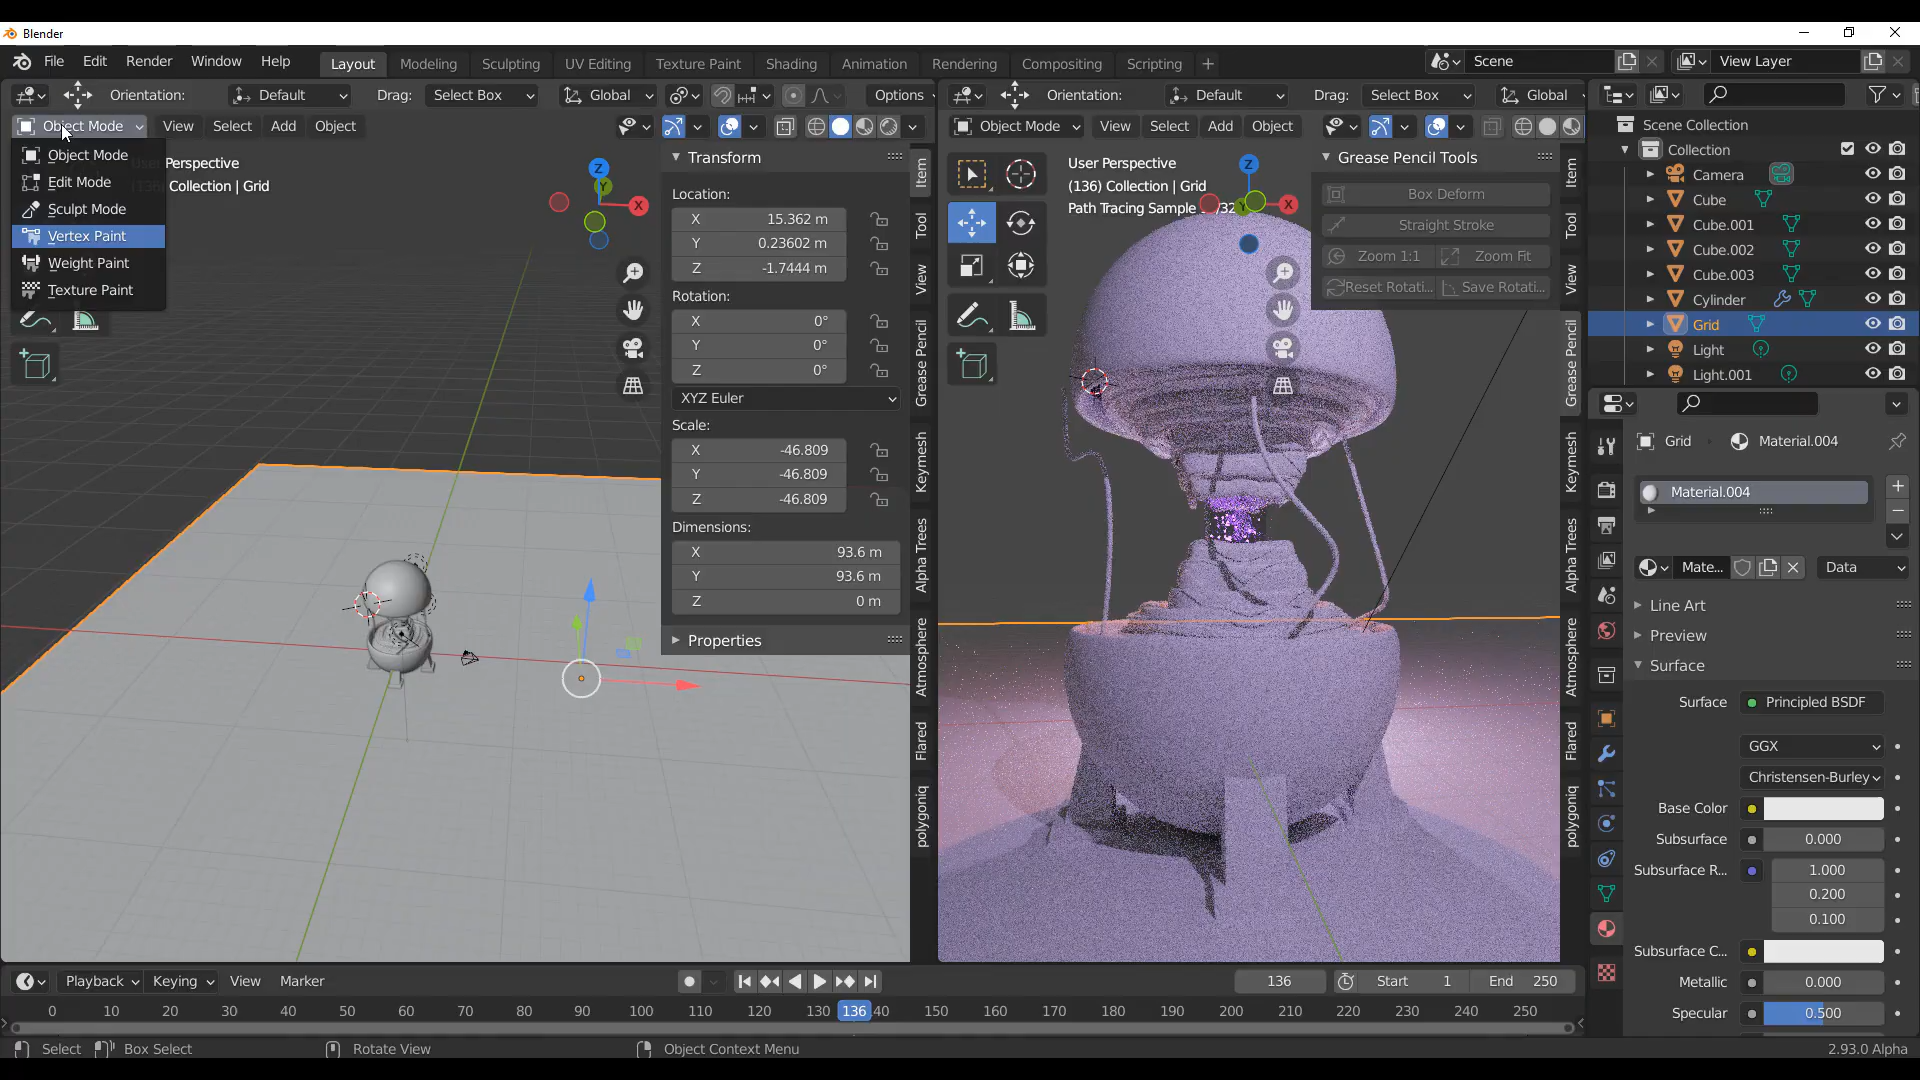 Blender
File Edit Render Window Help Layout Modeling Sculpting UV Editing Texture Paint Shading Animation Rendering Compositing Scripting + Scene View Layer
Orientation: Default Drag: Select Box Global Options
Orientation: Default Drag: Select Box Global
Object Mode View Select Add Object
Object Mode View Select Add Object
Object Mode
Edit Mode
Sculpt Mode
Vertex Paint
Weight Paint
Texture Paint
Perspective
Collection | Grid
Z
Y
X
Transform
Location:
X 15.362 m
Y 0.23602 m
Z -1.7444 m
Rotation:
X 0°
Y 0°
Z 0°
XYZ Euler
Scale:
X -46.809
Y -46.809
Z -46.809
Dimensions:
X 93.6 m
Y 93.6 m
Z 0 m
Properties
Item
Tool
View
Grease Pencil
Keymesh
Alpha Trees
Atmosphere
Flared
polygoniq
User Perspective
(136) Collection | Grid
Path Tracing Sample
Z
X
Grease Pencil Tools
Box Deform
Straight Stroke
Zoom 1:1 Zoom Fit
Reset Rotati... Save Rotati...
Item
Tool
View
Grease Pencil
Keymesh
Alpha Trees
Atmosphere
Flared
polygoniq
Scene Collection
Collection
Camera
Cube
Cube.001
Cube.002
Cube.003
Cylinder
Grid
Light
Light.001
Grid Material.004
Material.004
Mate... Data
Line Art
Preview
Surface
Surface Principled BSDF
GGX
Christensen-Burley
Base Color
Subsurface 0.000
Subsurface R... 1.000
0.200
0.100
Subsurface C...
Metallic 0.000
Specular 0.500
Playback Keying View Marker 136 Start 1 End 250
0 10 20 30 40 50 60 70 80 90 100 110 120 130 136 40 150 160 170 180 190 200 210 220 230 240 250
Select Box Select Rotate View Object Context Menu 2.93.0 Alpha